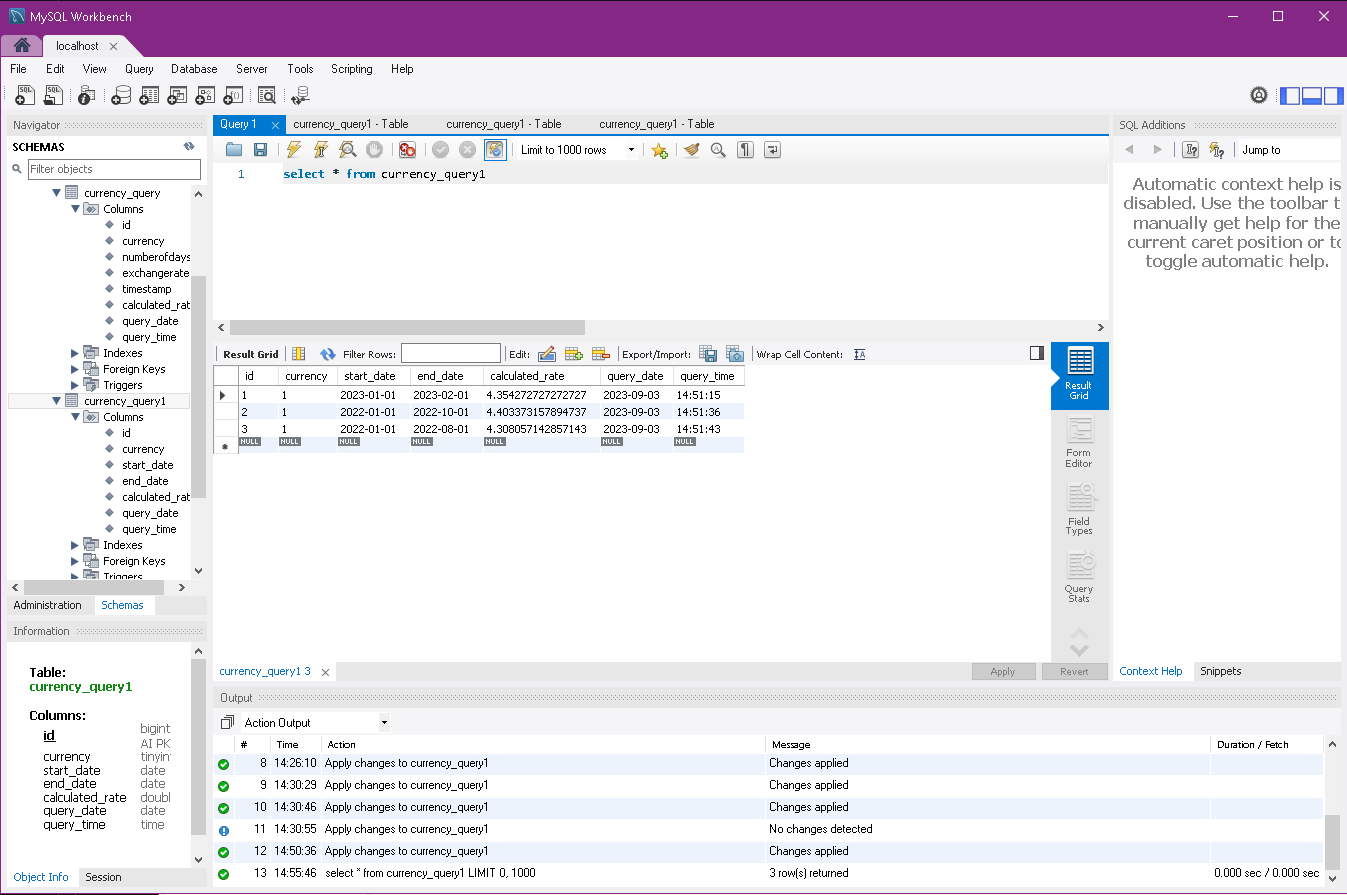 MySQL Workbench
localhost
File Edit View Query Database Server Tools Scripting Help
Navigator
SCHEMAS
Filter objects
currency_query
Columns
id
currency
numberofdays
exchangerate
timestamp
calculated_rat
query_date
query_time
Indexes
Foreign Keys
Triggers
currency_query1
Columns
id
currency
start_date
end_date
calculated_rat
query_date
query_time
Indexes
Foreign Keys
Triggers
Administration Schemas
Information
Table:
currency_query1
Columns:
id bigint
AI PK
currency tinyin
start_date date
end_date date
calculated_rate doubl
query_date date
query_time time
Object Info Session
Query 1 currency_query1 - Table currency_query1 - Table currency_query1 - Table
Limit to 1000 rows
1 select * from currency_query1
Result Grid Filter Rows: Edit: Export/Import: Wrap Cell Content:
id currency start_date end_date calculated_rate query_date query_time
1 1 2023-01-01 2023-02-01 4.354272727272727 2023-09-03 14:51:15
2 1 2022-01-01 2022-10-01 4.403373157894737 2023-09-03 14:51:36
3 1 2022-01-01 2022-08-01 4.308057142857143 2023-09-03 14:51:43
NULL NULL NULL NULL NULL NULL NULL
Result
Grid
Form
Editor
Field
Types
Query
Stats
currency_query1 3
Apply Revert
SQL Additions
Jump to
Automatic context help is
disabled. Use the toolbar t
manually get help for the
current caret position or to
toggle automatic help.
Context Help Snippets
Output
Action Output
# Time Action Message Duration / Fetch
8 14:26:10 Apply changes to currency_query1 Changes applied
9 14:30:29 Apply changes to currency_query1 Changes applied
10 14:30:46 Apply changes to currency_query1 Changes applied
11 14:30:55 Apply changes to currency_query1 No changes detected
12 14:50:36 Apply changes to currency_query1 Changes applied
13 14:55:46 select * from currency_query1 LIMIT 0, 1000 3 row(s) returned 0.000 sec / 0.000 sec